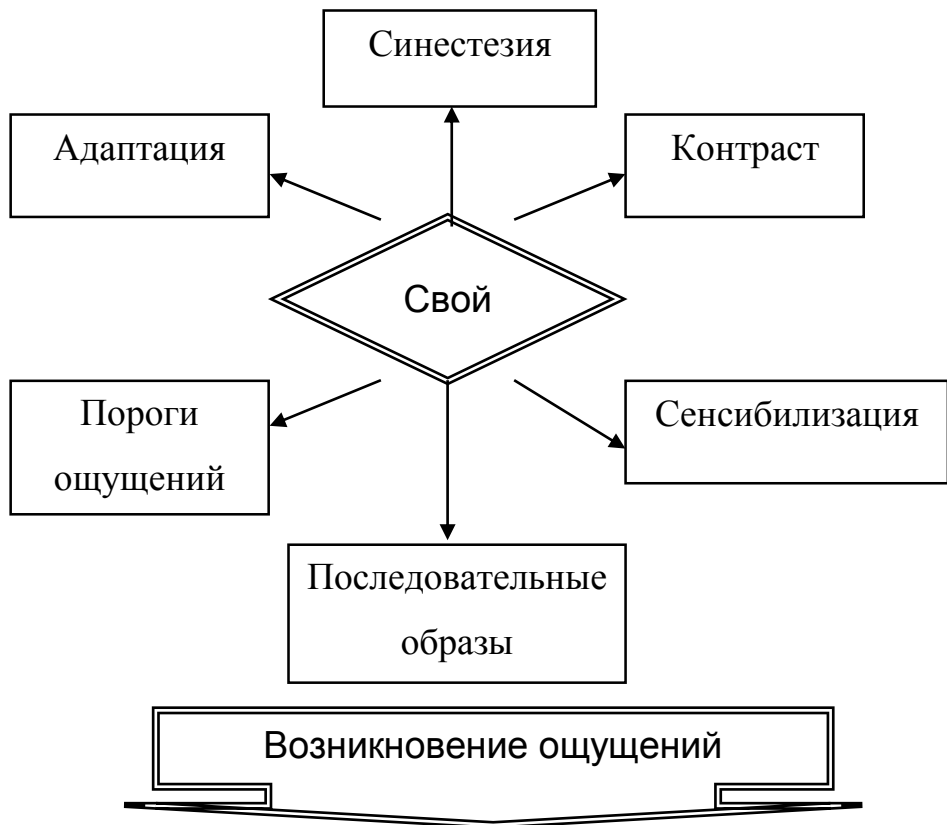 Синестезия
Адаптация
Контраст
Свой
Пороги
ощущений
Сенсибилизация
Последовательные
образы
Возникновение ощущений